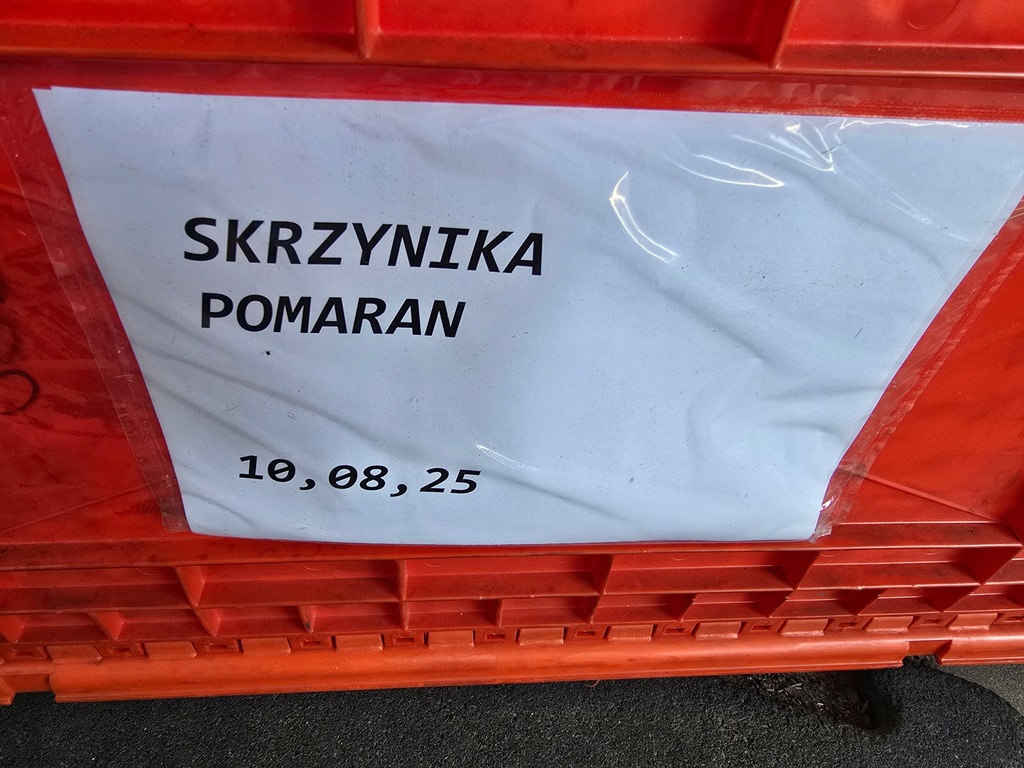 SKRZYNIKA
POMARAN
10,08,25